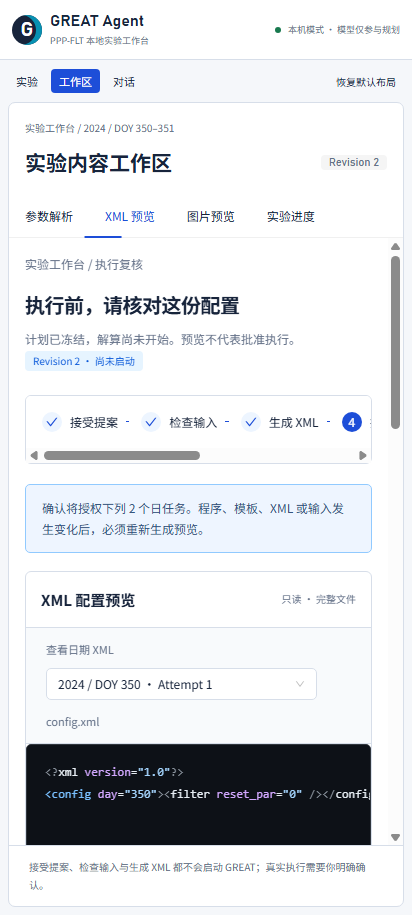 G
GREAT Agent
PPP-FLT 本地实验工作台
本机模式 · 模型仅参与规划
实验
工作区
对话
恢复默认布局
实验工作台 / 2024 / DOY 350–351
实验内容工作区
Revision 2
参数解析
XML 预览
图片预览
实验进度
实验工作台 / 执行复核
执行前，请核对这份配置
计划已冻结，解算尚未开始。预览不代表批准执行。
Revision 2 · 尚未启动
接受提案 - 检查输入 - 生成 XML - 4
确认将授权下列 2 个日任务。程序、模板、XML 或输入发
生变化后，必须重新生成预览。
XML 配置预览
只读 · 完整文件
查看日期 XML
2024 / DOY 350 · Attempt 1
config.xml
<?xml version="1.0"?>
<config day="350"><filter reset_par="0" /></config
接受提案、检查输入与生成 XML 都不会启动 GREAT；真实执行需要你明确确
认。